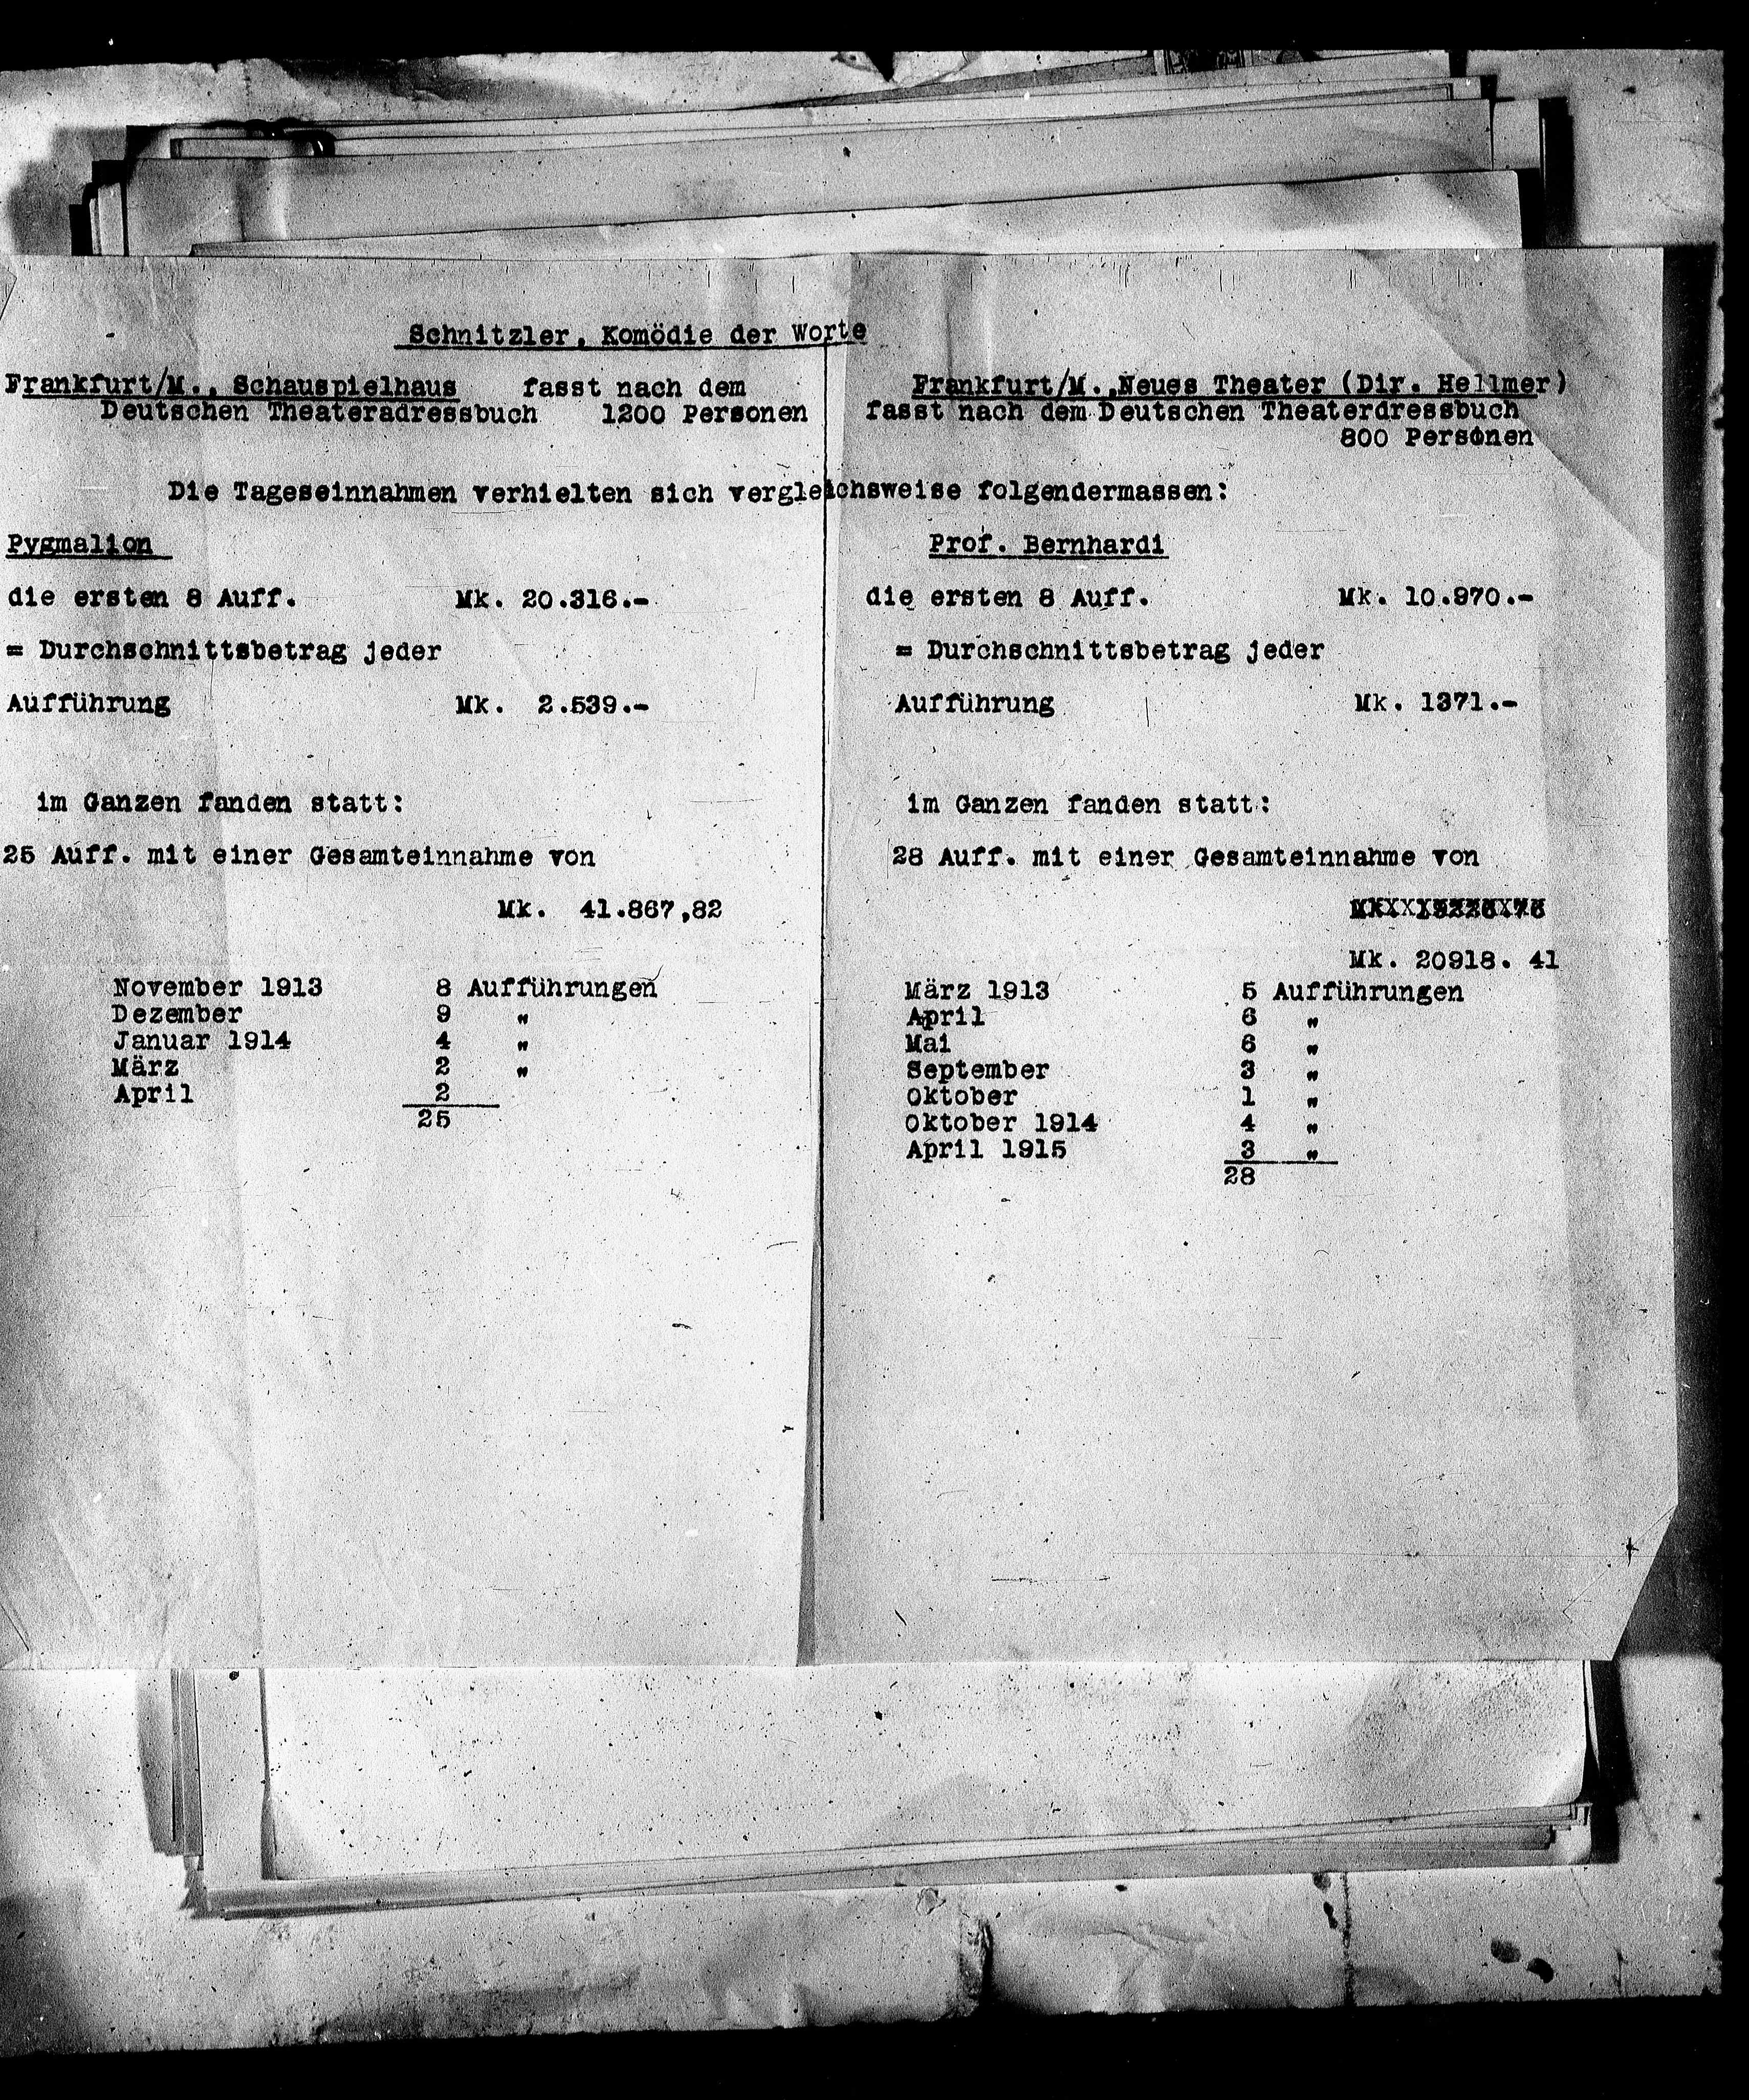 Schnitzler, Komödie der Worte
Frankfurt/M., Schauspielhaus fasst nach dem
Deutschen Theateradressbuch 1200 Personen
Frankfurt/M.,Neues Theater (Dir. Hellmer)
fasst nach dem Deutschen Theaterdressbuch
800 Personen
Die Tageseinnahmen verhielten sich vergleichsweise folgendermassen:
Pygmalion
die ersten 8 Auff. Mk. 20.316.-
= Durchschnittsbetrag jeder
Aufführung Mk. 2.539.-
im Ganzen fanden statt:
25 Auff. mit einer Gesamteinnahme von
Mk. 41.867,82
November 1913 8 Aufführungen
Dezember 9 "
Januar 1914 4 "
März 2 "
April 2
25
Prof. Bernhardi
die ersten 8 Auff. Mk. 10.970.-
= Durchschnittsbetrag jeder
Aufführung Mk. 1371.-
im Ganzen fanden statt:
28 Auff. mit einer Gesamteinnahme von
Mk. 20918. 41
März 1913 5 Aufführungen
April 6 "
Mai 6 "
September 3 "
Oktober 1 "
Oktober 1914 4 "
April 1915 3 "
28